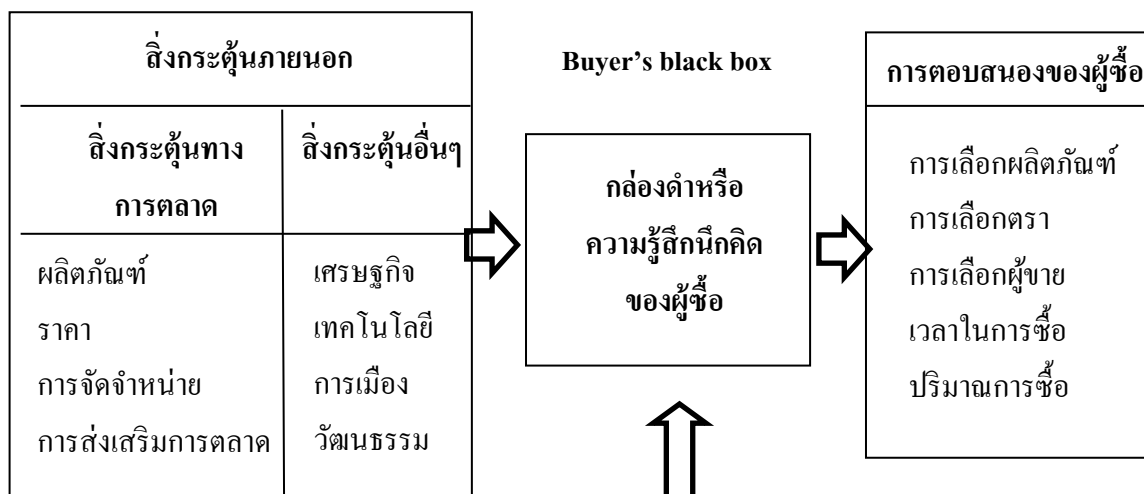 สิ่งกระตุ้นภายนอก
สิ่งกระตุ้นทาง
การตลาด
สิ่งกระตุ้นอื่นๆ
ผลิตภัณฑ์
ราคา
การจัดจำหน่าย
การส่งเสริมการตลาด
เศรษฐกิจ
เทคโนโลยี
การเมือง
วัฒนธรรม
Buyer’s black box
กล่องดำหรือ
ความรู้สึกนึกคิด
ของผู้ซื้อ
การตอบสนองของผู้ซื้อ
การเลือกผลิตภัณฑ์
การเลือกตรา
การเลือกผู้ขาย
เวลาในการซื้อ
ปริมาณการซื้อ